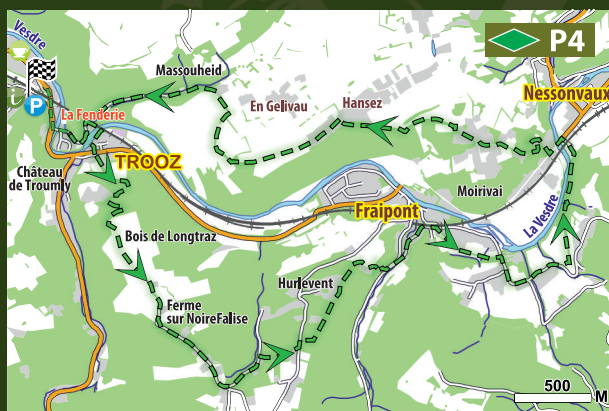 P4
Vesdre
Massouheid
Nessonvaux
En Gelivau
Hansez
P
i
La Fenderie
TROOZ
Château
de Troumly
Moirivai
Fraipont
La Vesdre
Bois de Longtraz
Hurlevent
Ferme
sur NoireFalise
500
M